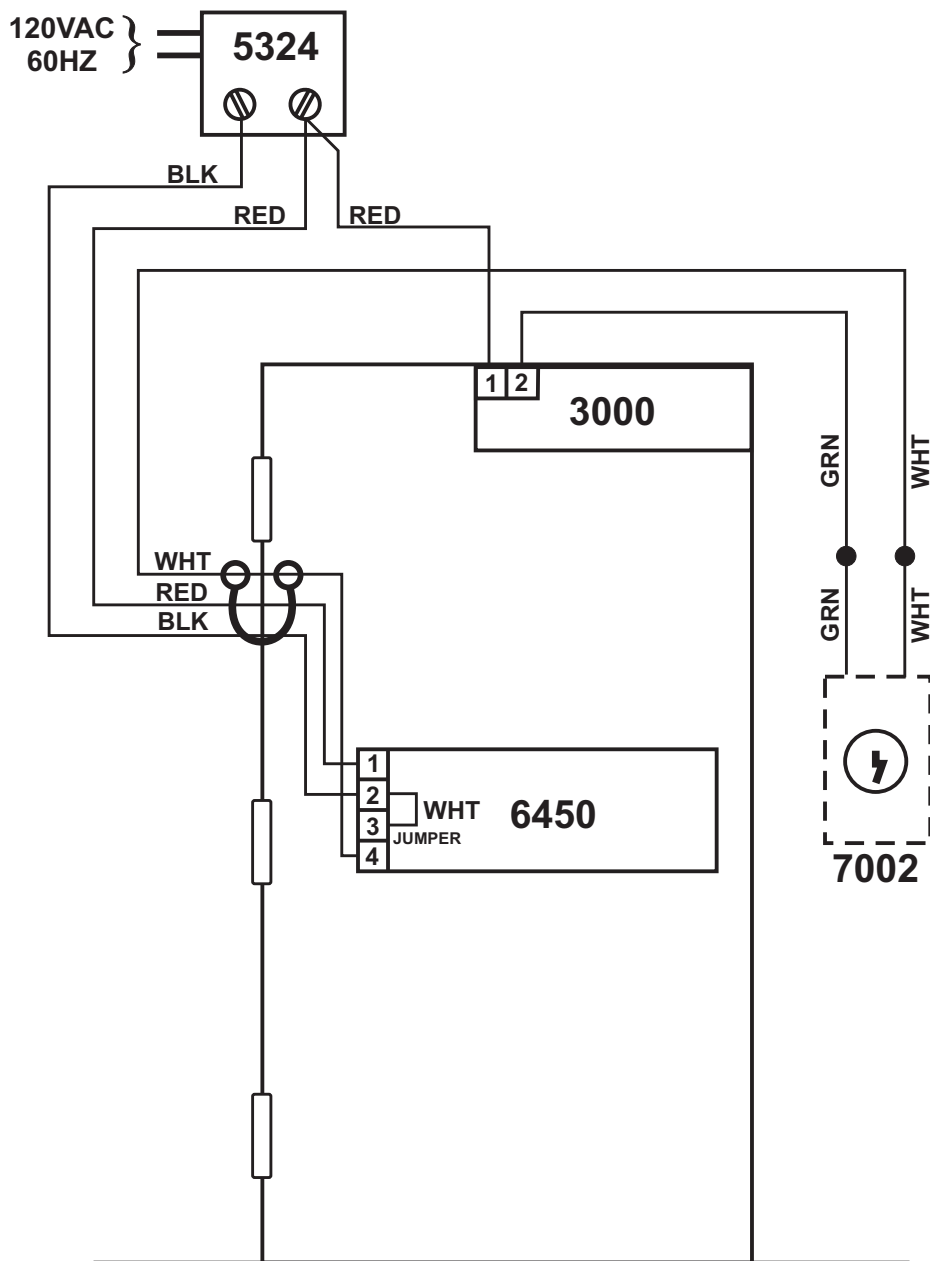 120VAC
60HZ
5324
BLK
RED
RED
1 2
3000
GRN
WHT
WHT
RED
BLK
GRN
WHT
1
2
3
4
WHT
JUMPER
6450
7002